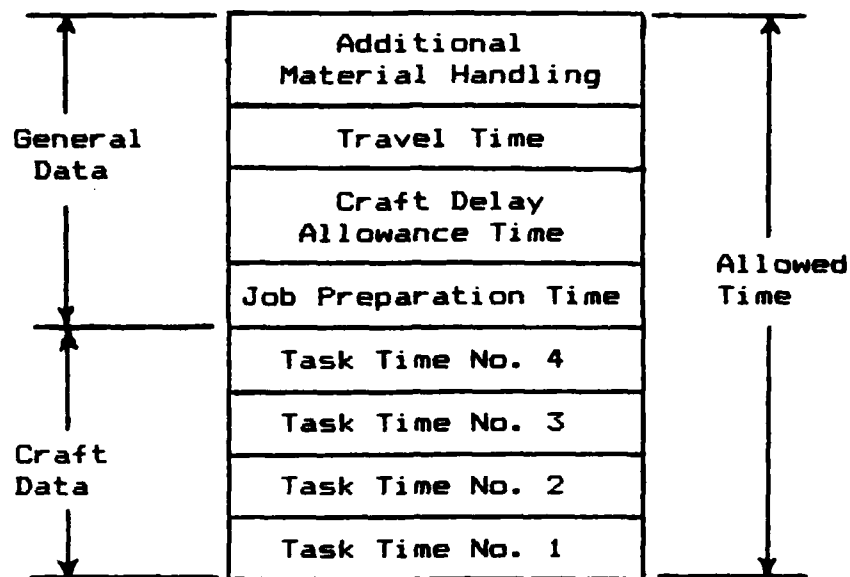 Additional
Material Handling
General
Data
Travel Time
Craft Delay
Allowance Time
Allowed
Time
Job Preparation Time
Task Time No. 4
Task Time No. 3
Craft
Data
Task Time No. 2
Task Time No. 1